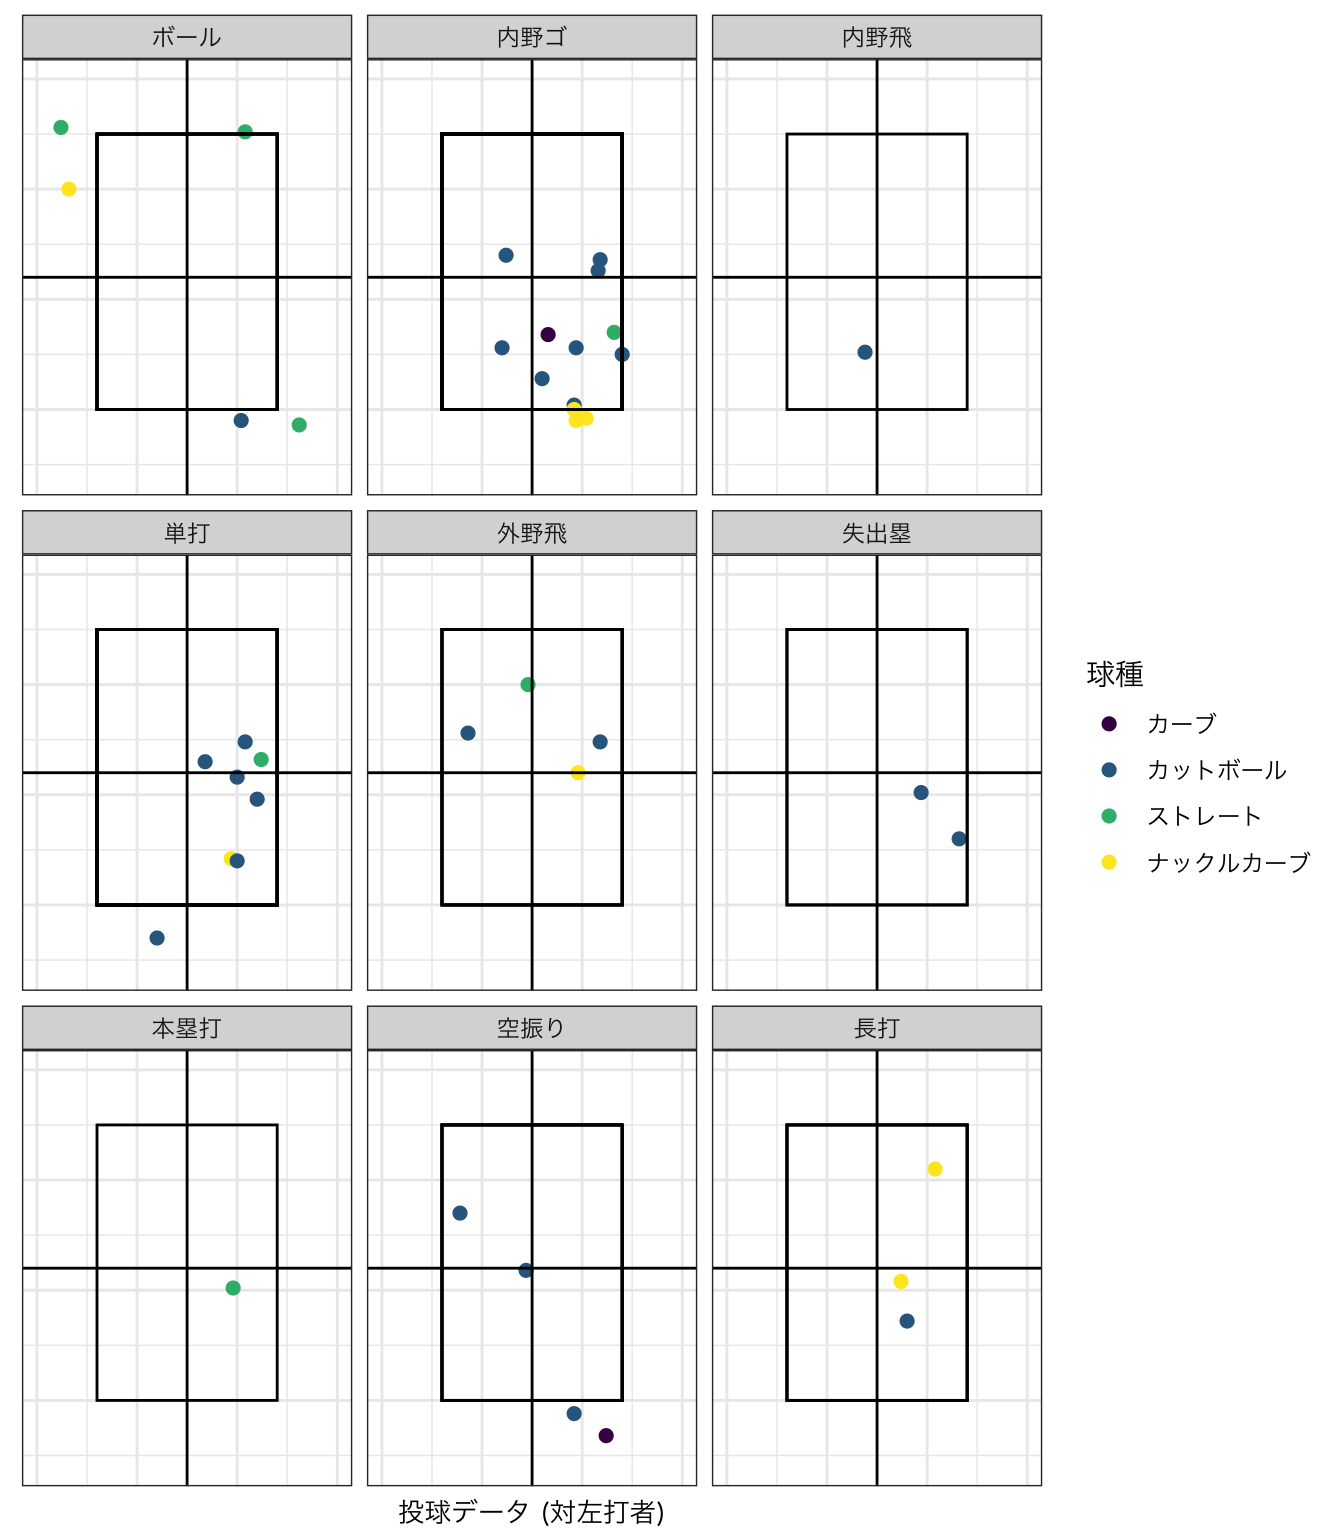 ボール
内野ゴ
内野飛
単打
外野飛
失出塁
本塁打
空振り
長打
球種
カーブ
カットボール
ストレート
ナックルカーブ
投球データ (対左打者)